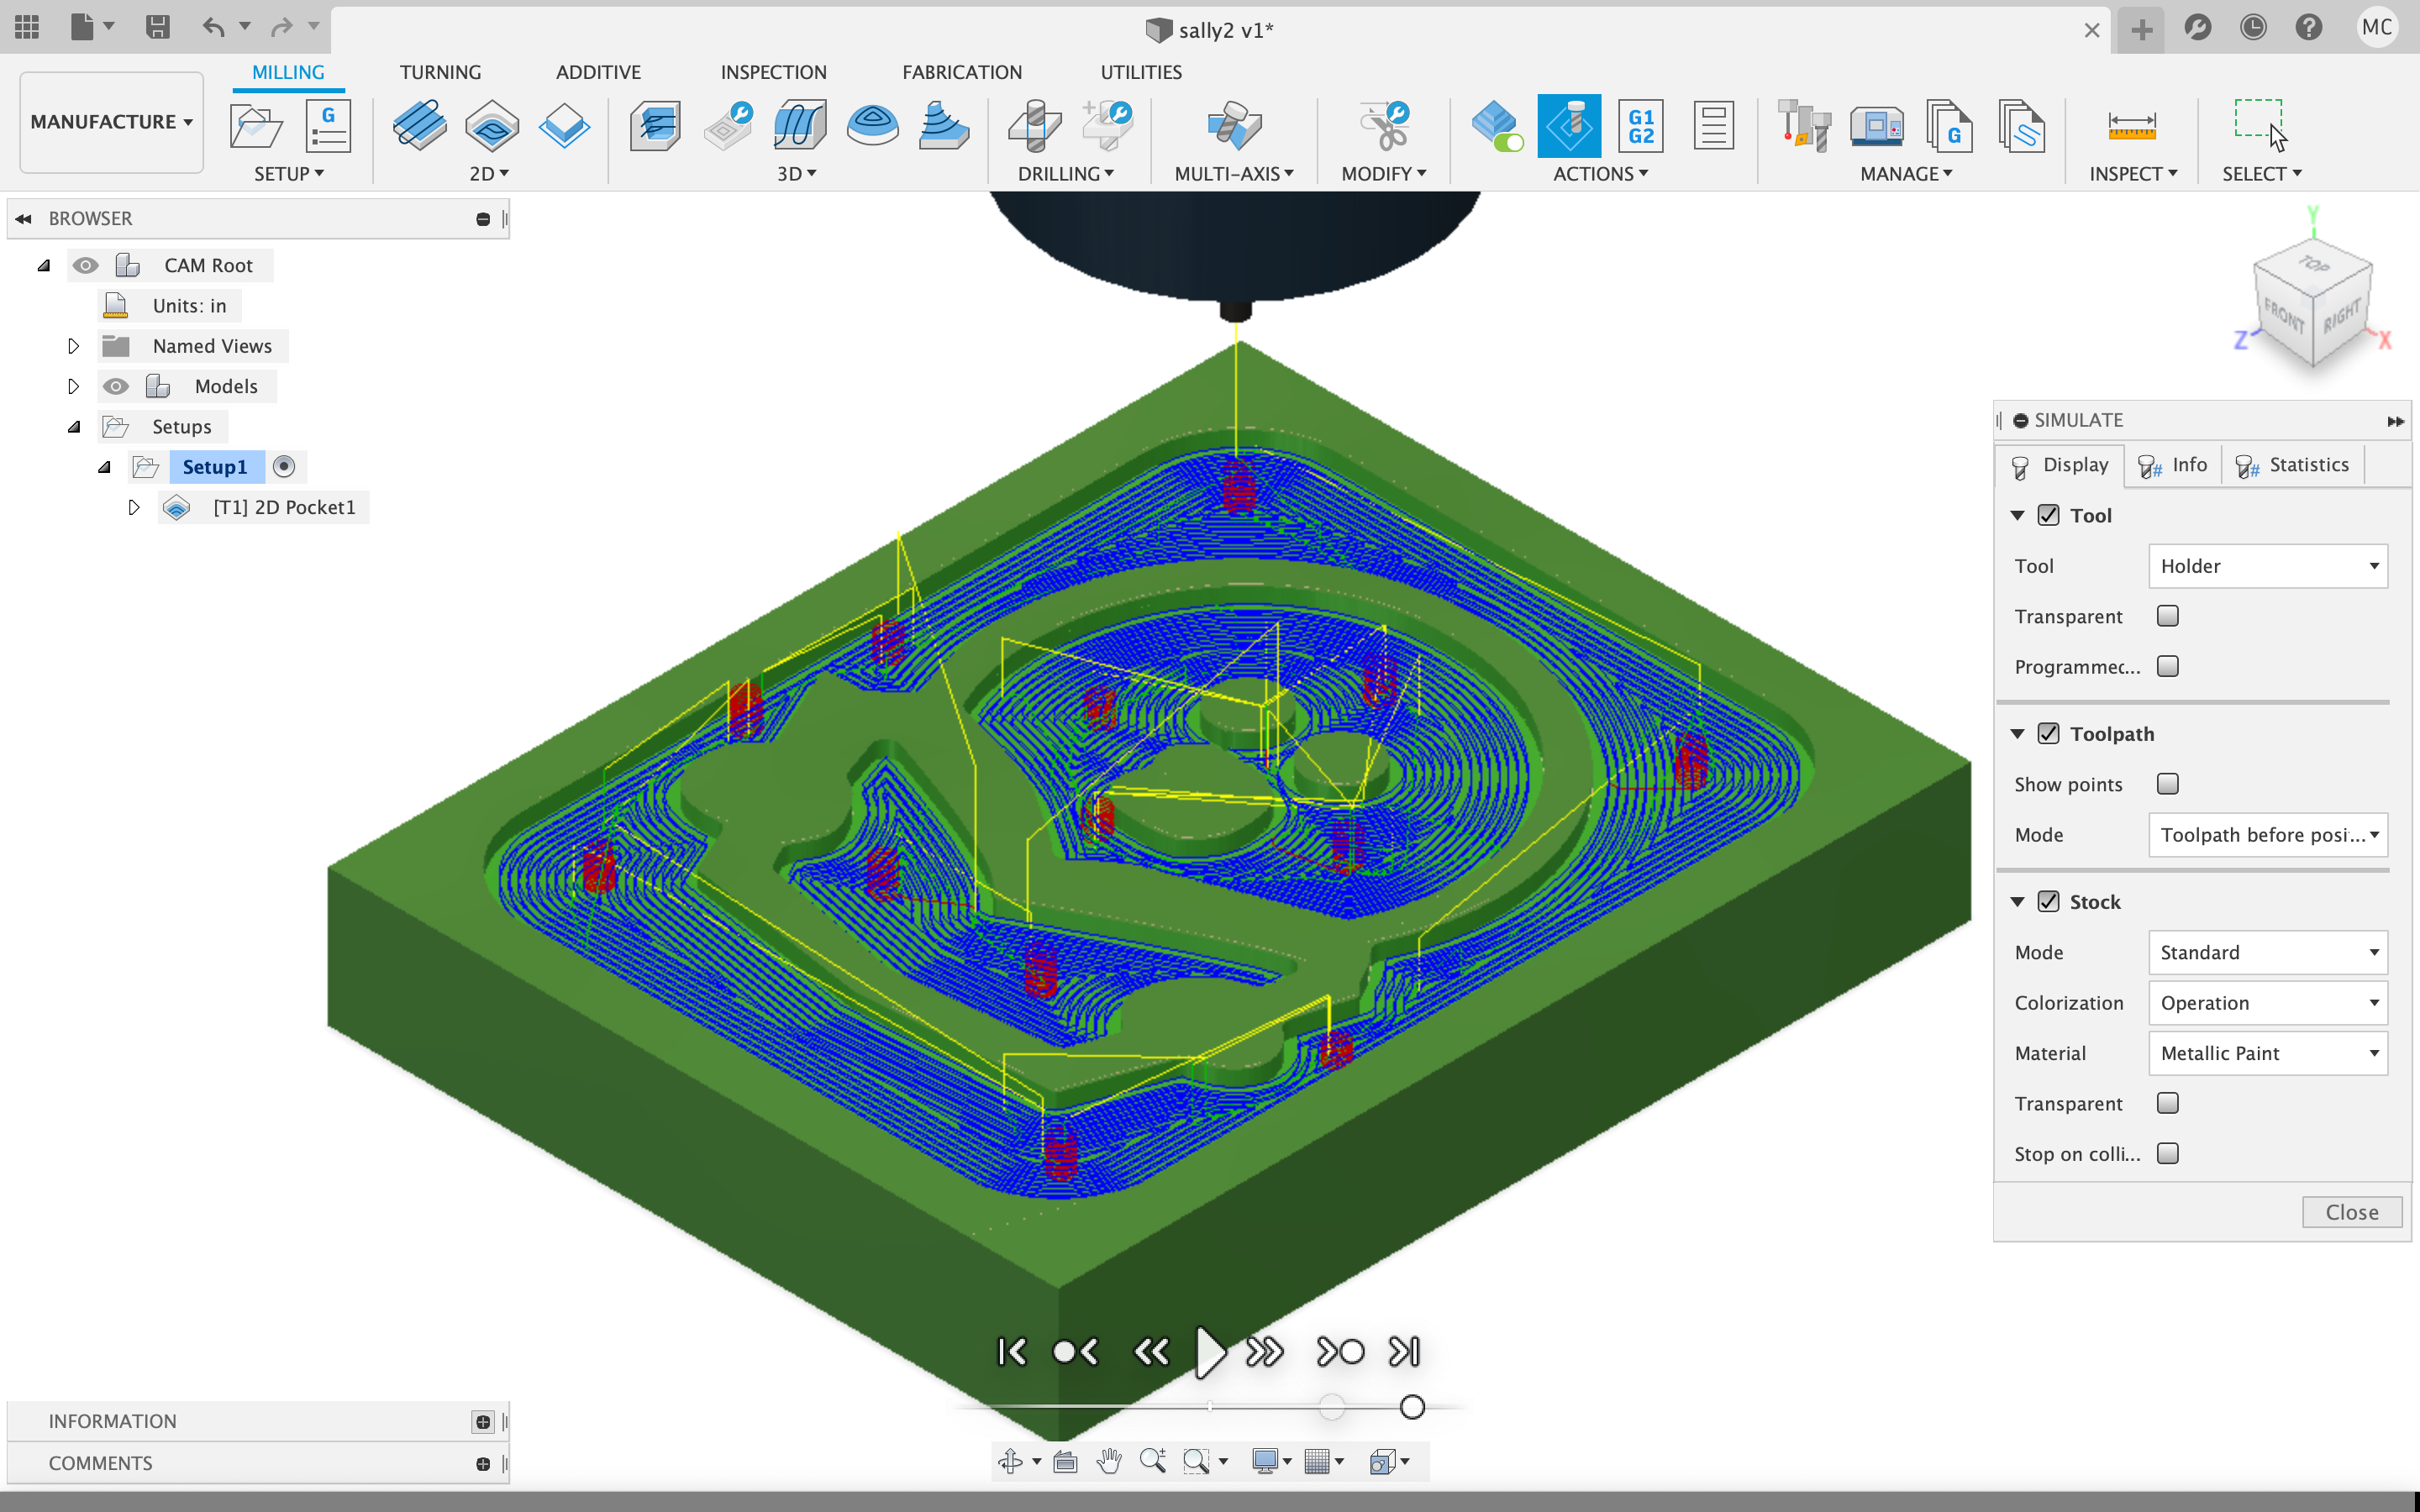 sally2 v1*
MC
MANUFACTURE
MILLING
TURNING
ADDITIVE
INSPECTION
FABRICATION
UTILITIES
G
G1
G2
G
SETUP
2D
3D
DRILLING
MULTI-AXIS
MODIFY
ACTIONS
MANAGE
INSPECT
SELECT
BROWSER
CAM Root
Units: in
Named Views
Models
Setups
Setup1
[T1] 2D Pocket1
Y
TOP
FRONT
RIGHT
Z
X
SIMULATE
Display
# Info
# Statistics
Tool
Tool Holder
Transparent
Programmec...
Toolpath
Show points
Mode Toolpath before posi...
Stock
Mode Standard
Colorization Operation
Material Metallic Paint
Transparent
Stop on colli...
Close
INFORMATION
COMMENTS